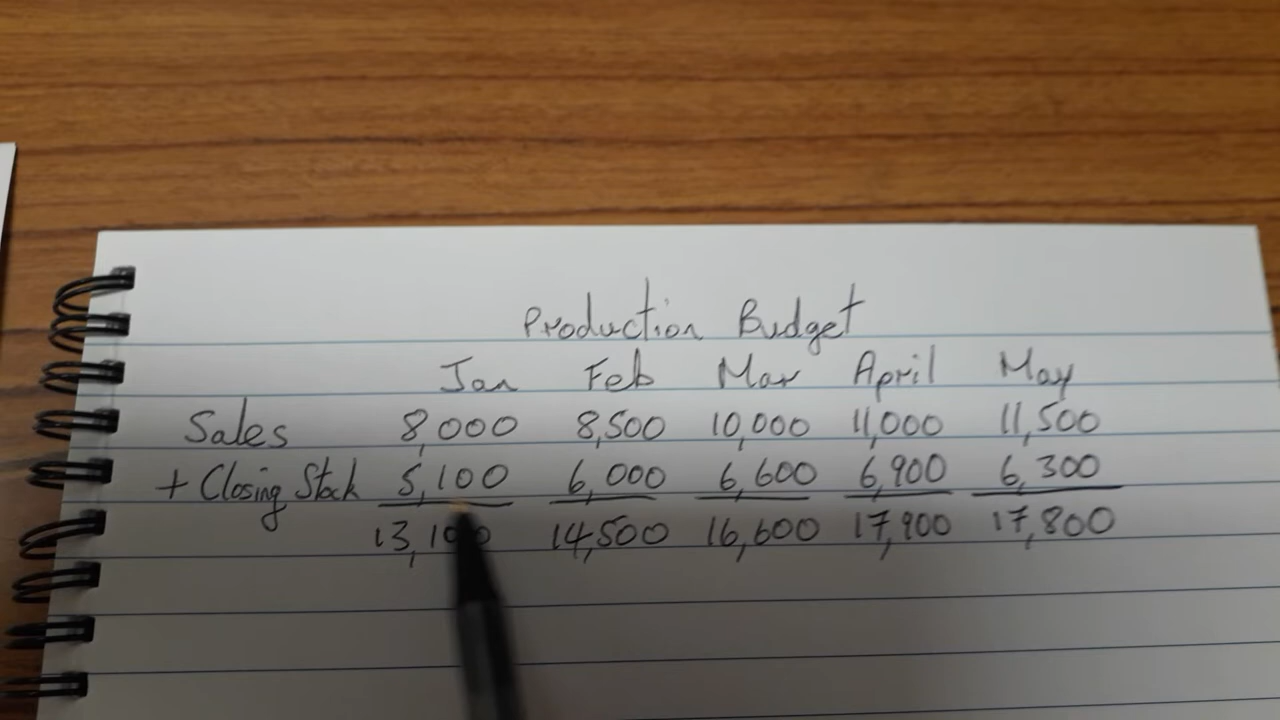 Production Budget
Jan Feb Mar April May
Sales 8,000 8,500 10,000 11,000 11,500
+ Closing Stock 5,100 6,000 6,600 6,900 6,300
13,100 14,500 16,600 17,900 17,800